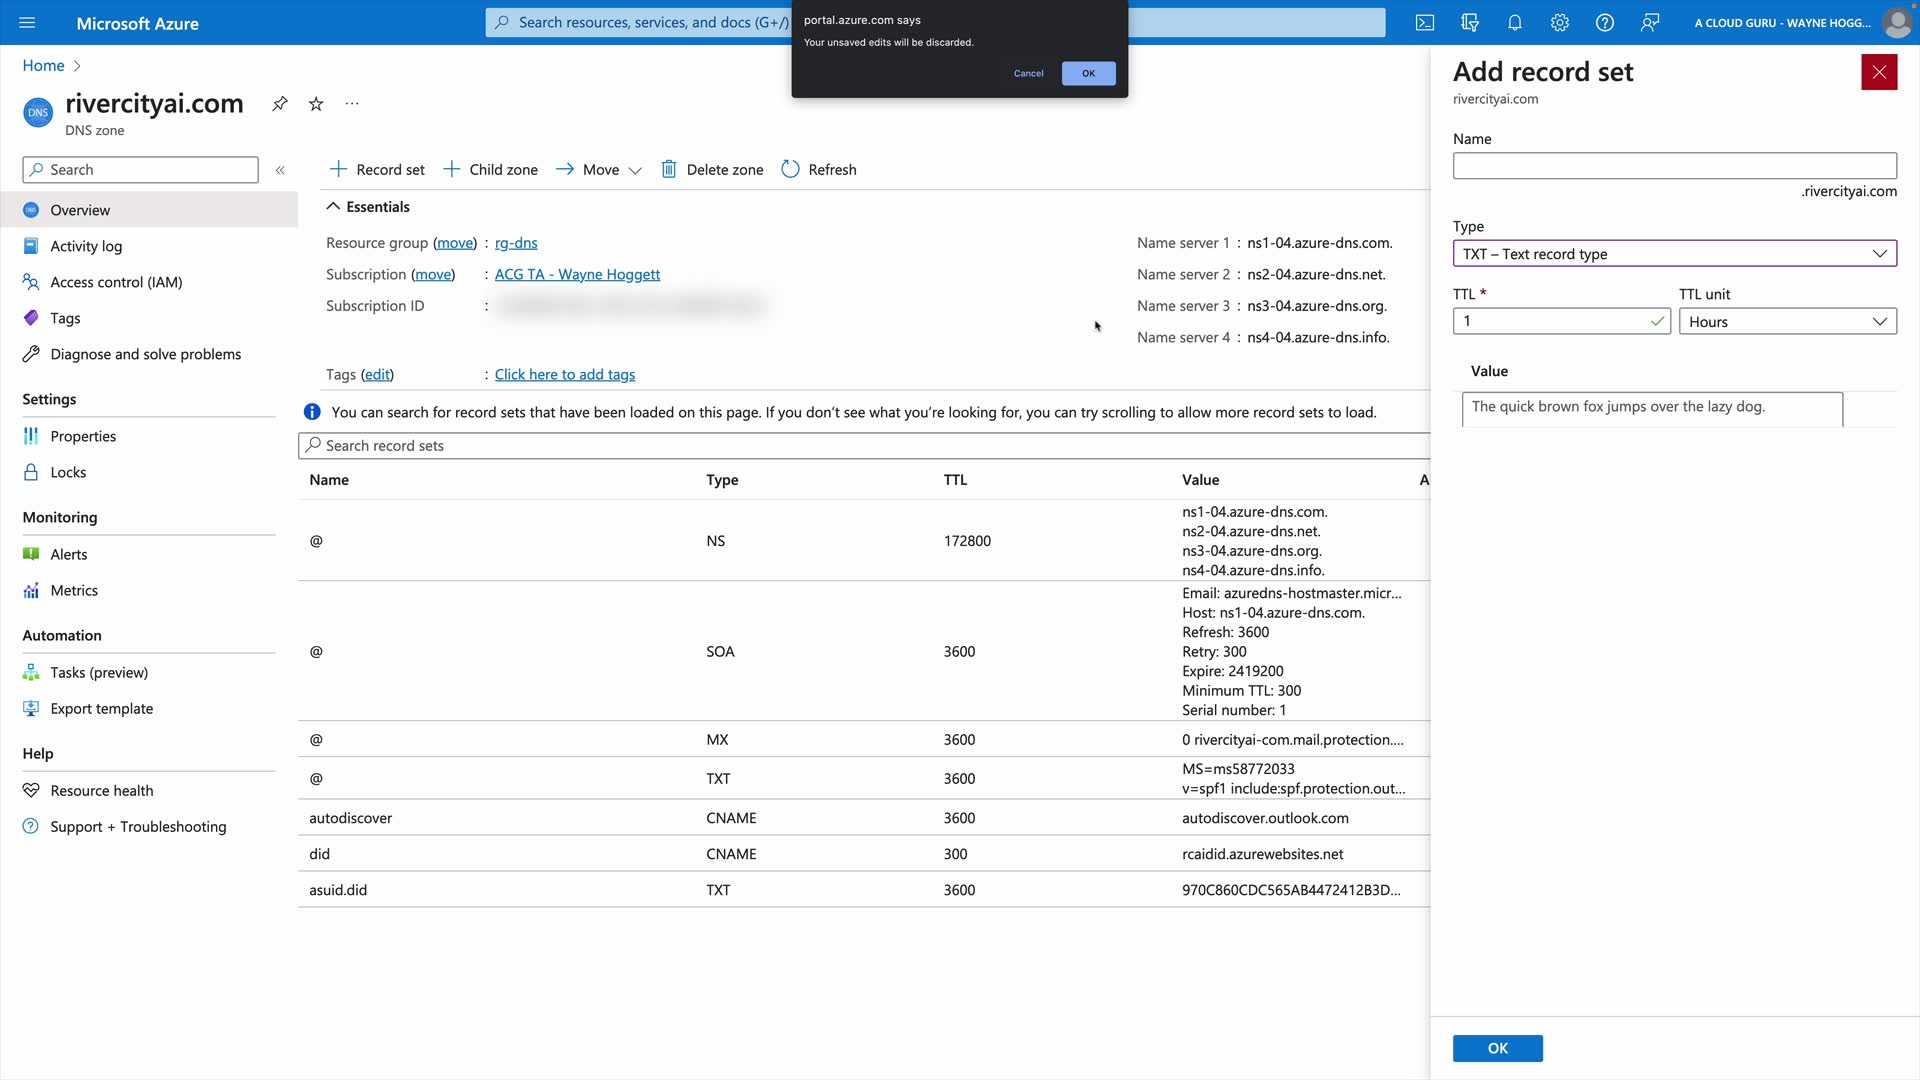 Microsoft Azure
Search resources, services, and docs (G+/)
portal.azure.com says
Your unsaved edits will be discarded.
Cancel
OK
A CLOUD GURU - WAYNE HOGG...
Home
DNS
rivercityai.com
DNS zone
Search
Overview
Activity log
Access control (IAM)
Tags
Diagnose and solve problems
Settings
Properties
Locks
Monitoring
Alerts
Metrics
Automation
Tasks (preview)
Export template
Help
Resource health
Support + Troubleshooting
Record set
Child zone
Move
Delete zone
Refresh
Essentials
Resource group (move) : rg-dns
Subscription (move) : ACG TA - Wayne Hoggett
Subscription ID :
Tags (edit) : Click here to add tags
Name server 1 : ns1-04.azure-dns.com.
Name server 2 : ns2-04.azure-dns.net.
Name server 3 : ns3-04.azure-dns.org.
Name server 4 : ns4-04.azure-dns.info.
You can search for record sets that have been loaded on this page. If you don't see what you're looking for, you can try scrolling to allow more record sets to load.
Search record sets
Name Type TTL Value A
@ NS 172800 ns1-04.azure-dns.com.
ns2-04.azure-dns.net.
ns3-04.azure-dns.org.
ns4-04.azure-dns.info.
@ SOA 3600 Email: azuredns-hostmaster.micr...
Host: ns1-04.azure-dns.com.
Refresh: 3600
Retry: 300
Expire: 2419200
Minimum TTL: 300
Serial number: 1
@ MX 3600 0 rivercityai-com.mail.protection....
@ TXT 3600 MS=ms58772033
v=spf1 include:spf.protection.out...
autodiscover CNAME 3600 autodiscover.outlook.com
did CNAME 300 rcaidid.azurewebsites.net
asuid.did TXT 3600 970C860CDC565AB4472412B3D...
Add record set
rivercityai.com
Name
.rivercityai.com
Type
TXT – Text record type
TTL * TTL unit
1 Hours
Value
The quick brown fox jumps over the lazy dog.
OK